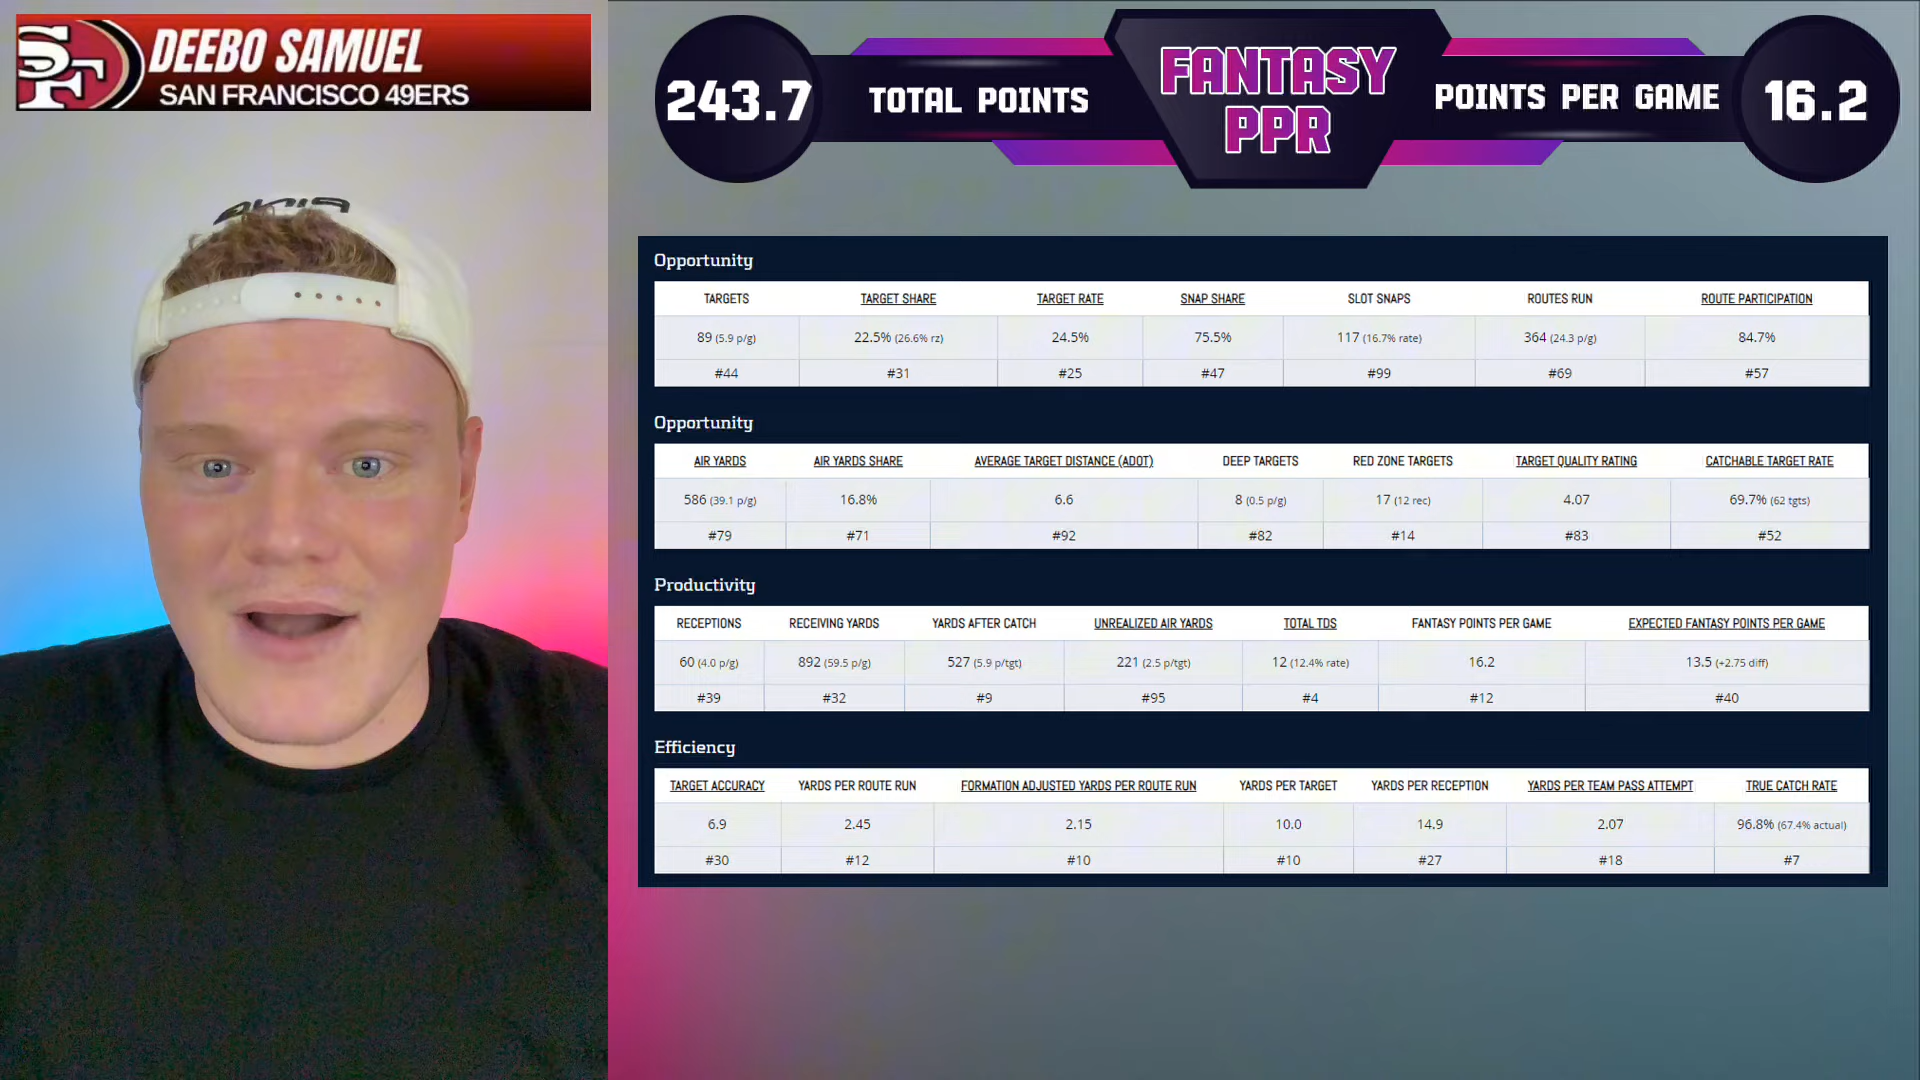 SF
DEEBO SAMUEL
SAN FRANCISCO 49ERS
243.7
TOTAL POINTS
FANTASY
PPR
POINTS PER GAME
16.2
Opportunity
TARGETS TARGET SHARE TARGET RATE SNAP SHARE SLOT SNAPS ROUTES RUN ROUTE PARTICIPATION
89 (5.9 p/g) 22.5% (26.6% rz) 24.5% 75.5% 117 (16.7% rate) 364 (24.3 p/g) 84.7%
#44 #31 #25 #47 #99 #69 #57
Opportunity
AIR YARDS AIR YARDS SHARE AVERAGE TARGET DISTANCE (ADOT) DEEP TARGETS RED ZONE TARGETS TARGET QUALITY RATING CATCHABLE TARGET RATE
586 (39.1 p/g) 16.8% 6.6 8 (0.5 p/g) 17 (12 rec) 4.07 69.7% (62 tgts)
#79 #71 #92 #82 #14 #83 #52
Productivity
RECEPTIONS RECEIVING YARDS YARDS AFTER CATCH UNREALIZED AIR YARDS TOTAL TDS FANTASY POINTS PER GAME EXPECTED FANTASY POINTS PER GAME
60 (4.0 p/g) 892 (59.5 p/g) 527 (5.9 p/tgt) 221 (2.5 p/tgt) 12 (12.4% rate) 16.2 13.5 (+2.75 diff)
#39 #32 #9 #95 #4 #12 #40
Efficiency
TARGET ACCURACY YARDS PER ROUTE RUN FORMATION ADJUSTED YARDS PER ROUTE RUN YARDS PER TARGET YARDS PER RECEPTION YARDS PER TEAM PASS ATTEMPT TRUE CATCH RATE
6.9 2.45 2.15 10.0 14.9 2.07 96.8% (67.4% actual)
#30 #12 #10 #10 #27 #18 #7